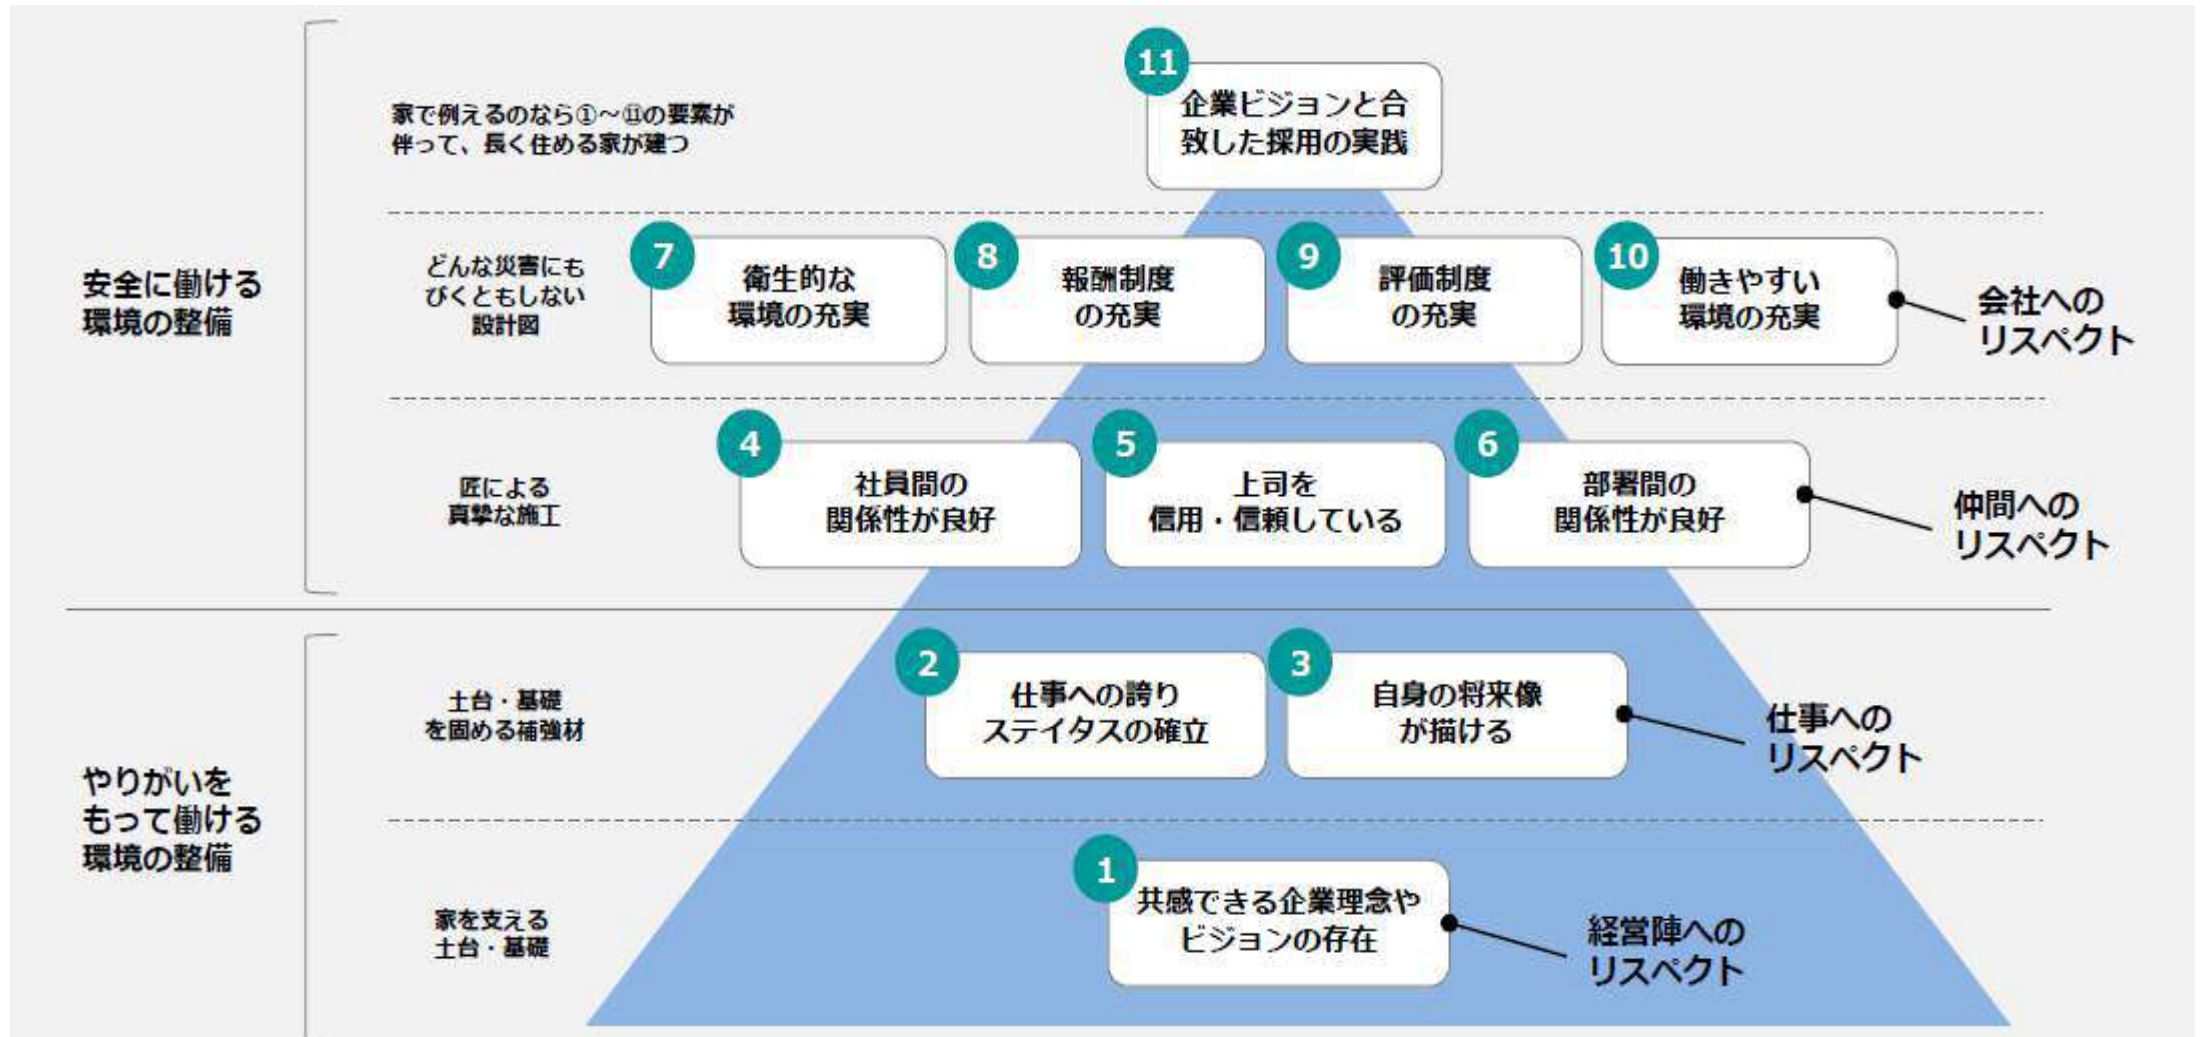 11
企業ビジョンと合
致した採用の実践
家で例えるのなら①～⑪の要素が
伴って、長く住める家が建つ
安全に働ける
環境の整備
どんな災害にも
びくともしない
設計図
7
衛生的な
環境の充実
8
報酬制度
の充実
9
評価制度
の充実
10
働きやすい
環境の充実
会社への
リスペクト
匠による
真摯な施工
4
社員間の
関係性が良好
5
上司を
信用・信頼している
6
部署間の
関係性が良好
仲間への
リスペクト
やりがいを
もって働ける
環境の整備
土台・基礎
を固める補強材
2
仕事への誇り
ステイタスの確立
3
自身の将来像
が描ける
仕事への
リスペクト
家を支える
土台・基礎
1
共感できる企業理念や
ビジョンの存在
経営陣への
リスペクト